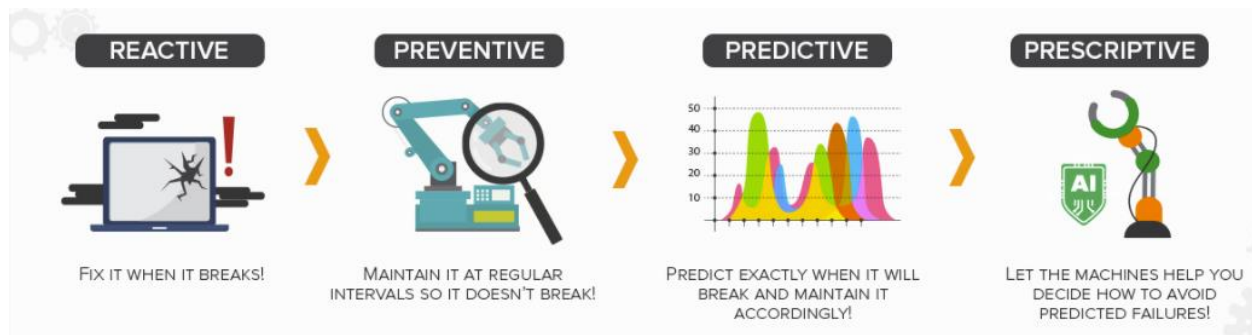 REACTIVE
FIX IT WHEN IT BREAKS!
PREVENTIVE
MAINTAIN IT AT REGULAR
INTERVALS SO IT DOESN'T BREAK!
PREDICTIVE
50
40
30
20
10
PREDICT EXACTLY WHEN IT WILL
BREAK AND MAINTAIN IT
ACCORDINGLY!
PRESCRIPTIVE
AI
LET THE MACHINES HELP YOU
DECIDE HOW TO AVOID
PREDICTED FAILURES!